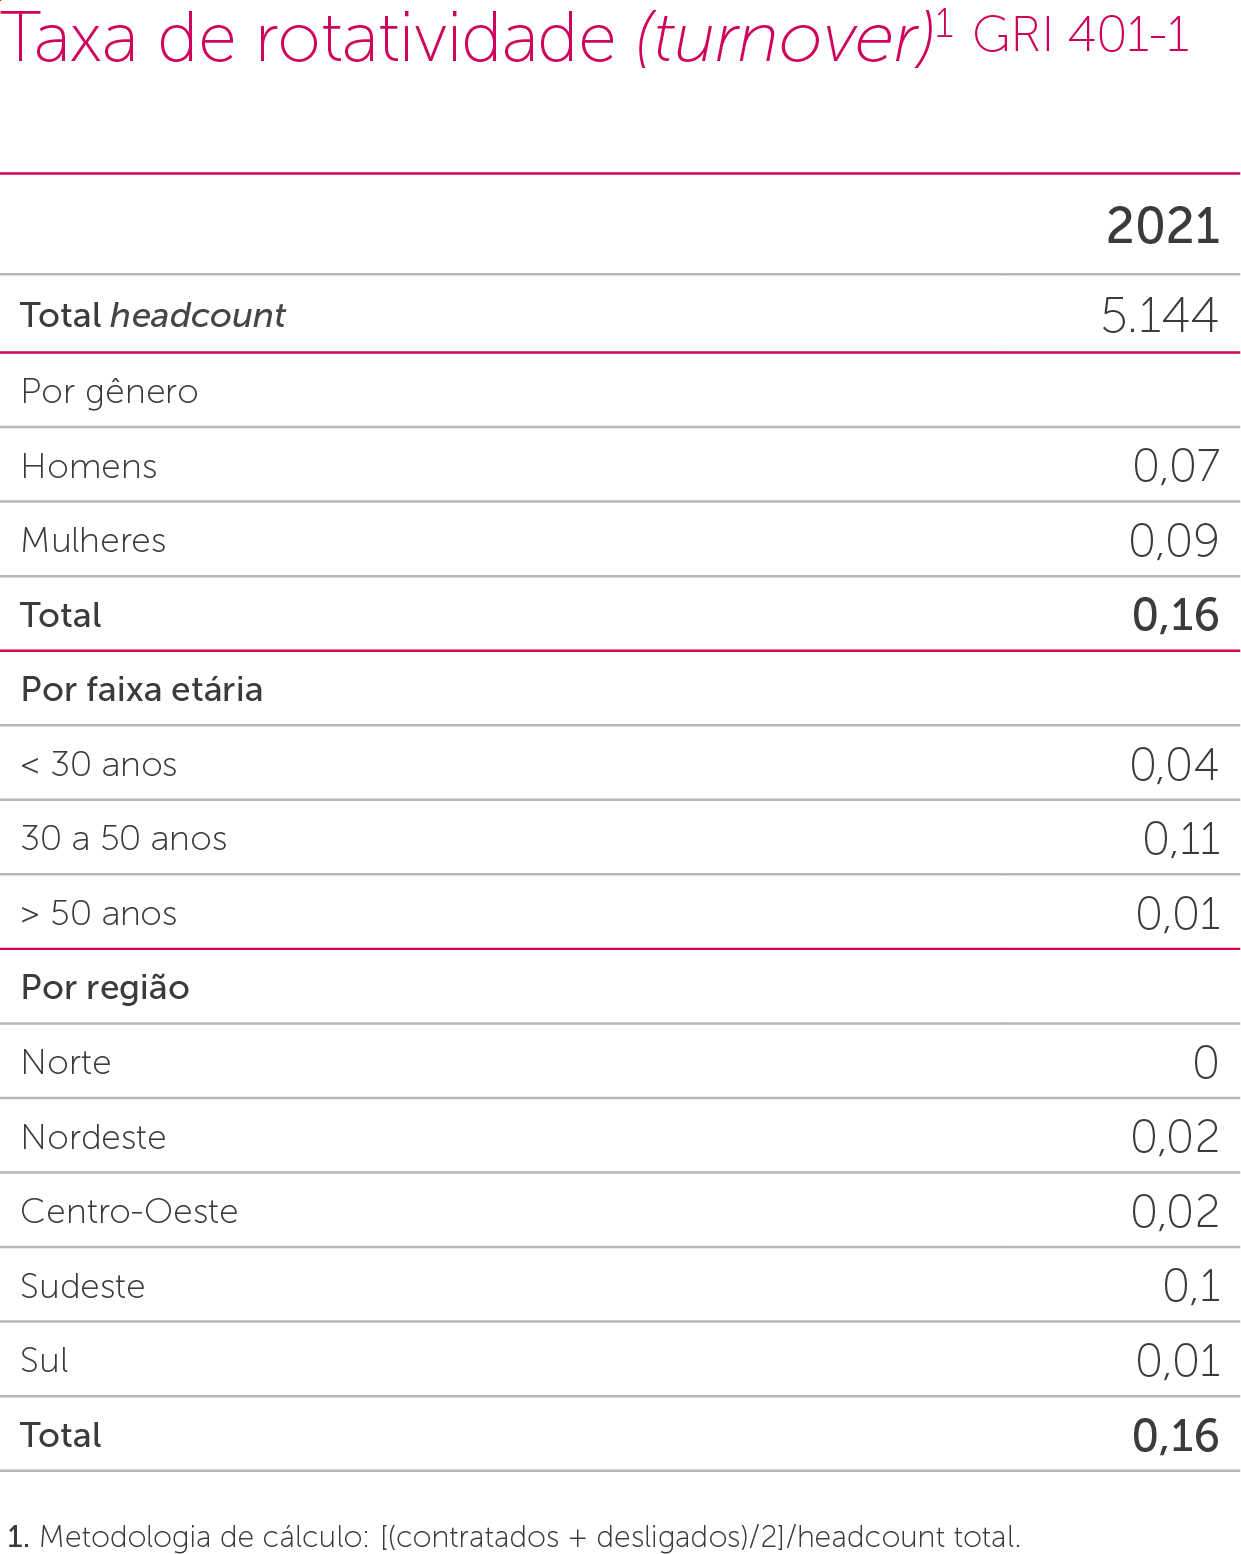 Taxa de rotatividade (turnover)¹ GRI 401-1
2021
Total headcount 5.144
Por gênero
Homens 0,07
Mulheres 0,09
Total 0,16
Por faixa etária
< 30 anos 0,04
30 a 50 anos 0,11
> 50 anos 0,01
Por região
Norte 0
Nordeste 0,02
Centro-Oeste 0,02
Sudeste 0,1
Sul 0,01
Total 0,16
1. Metodologia de cálculo: [(contratados + desligados)/2]/headcount total.